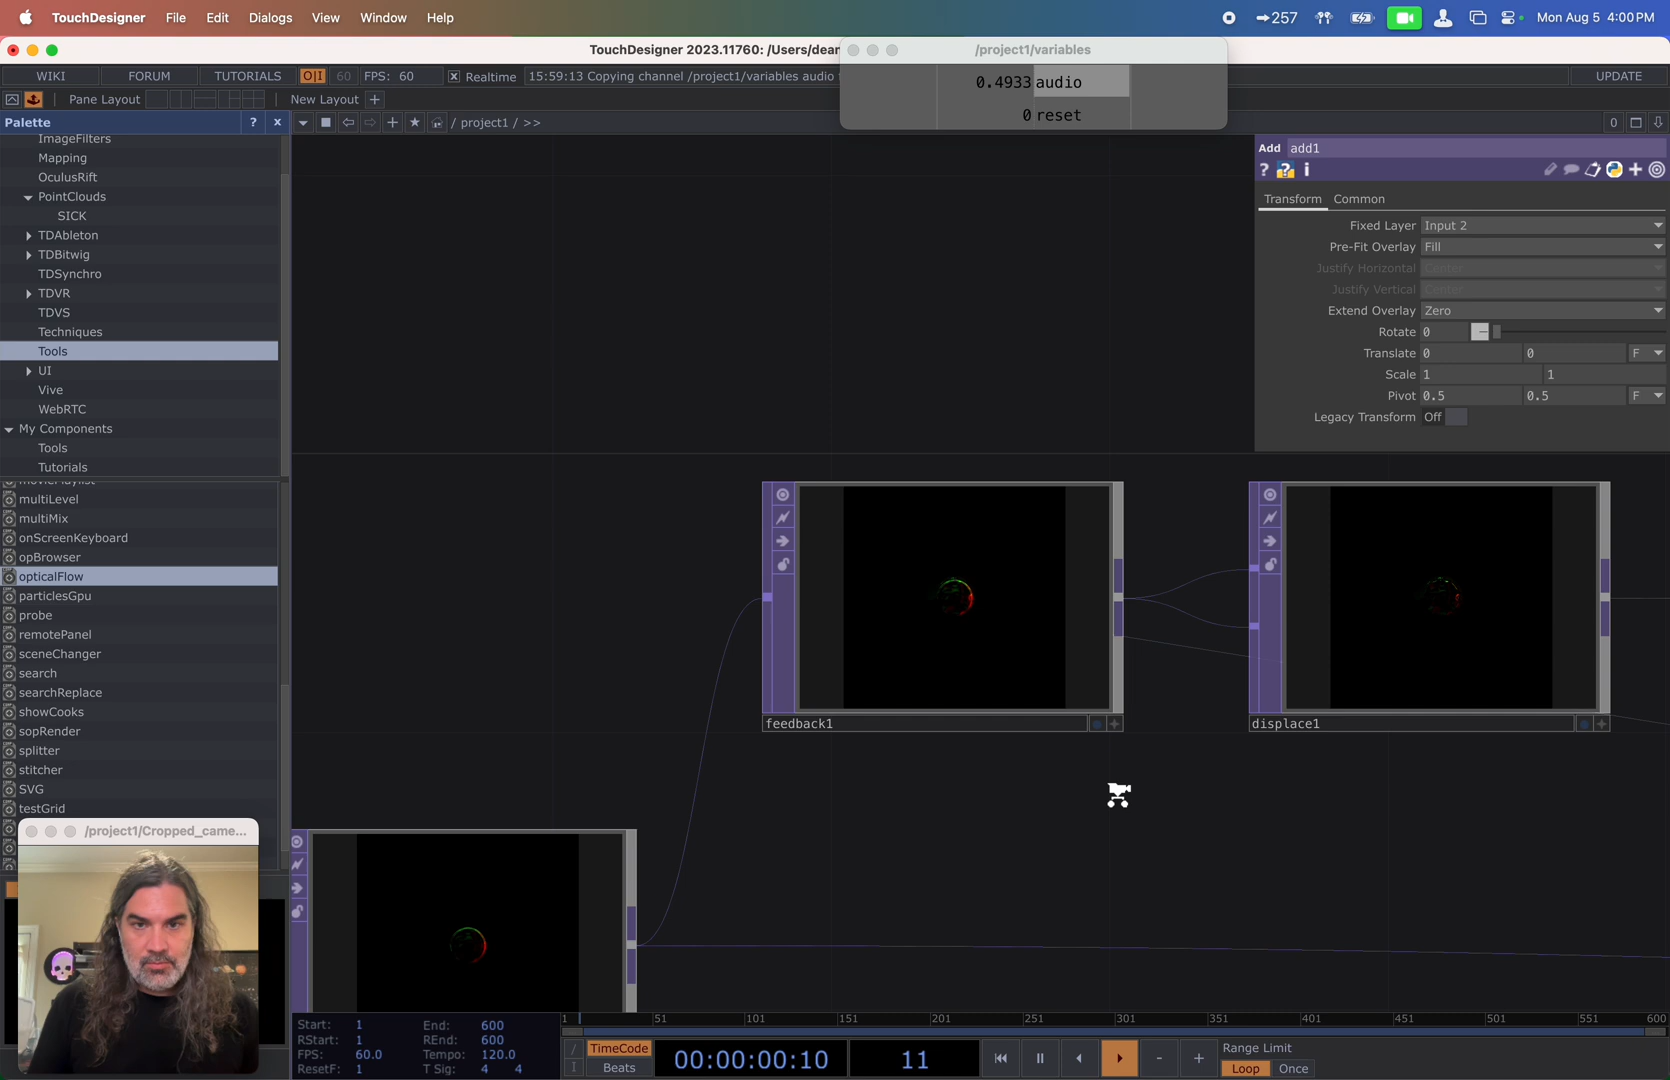 TouchDesigner File Edit Dialogs View Window Help
257
Mon Aug 5 4:00 PM
TouchDesigner 2023.11760: /Users/dear
/project1/variables
WIKI FORUM TUTORIALS O|I 60 FPS: 60 Realtime 15:59:13 Copying channel /project1/variables audio UPDATE
0.4933 audio
0 reset
Pane Layout New Layout +
Palette ? x / project1 / >> 0
ImageFilters
Mapping
OculusRift
PointClouds
SICK
TDAbleton
TDBitwig
TDSynchro
TDVR
TDVS
Techniques
Tools
UI
Vive
WebRTC
My Components
Tools
Tutorials
moviePlaylist
multiLevel
multiMix
onScreenKeyboard
opBrowser
opticalFlow
particlesGpu
probe
remotePanel
sceneChanger
search
searchReplace
showCooks
sopRender
splitter
stitcher
SVG
testGrid
/project1/Cropped_came...
Add add1
? ? i
Transform Common
Fixed Layer Input 2
Pre-Fit Overlay Fill
Justify Horizontal Center
Justify Vertical Center
Extend Overlay Zero
Rotate 0
Translate 0 0 F
Scale 1 1
Pivot 0.5 0.5 F
Legacy Transform Off
feedback1
displace1
Start: 1 End: 600
RStart: 1 REnd: 600
FPS: 60.0 Tempo: 120.0
ResetF: 1 T Sig: 4 4
1 51 101 151 201 251 301 351 401 451 501 551 600
TimeCode
Beats
00:00:00:10
11
- +
Range Limit
Loop Once